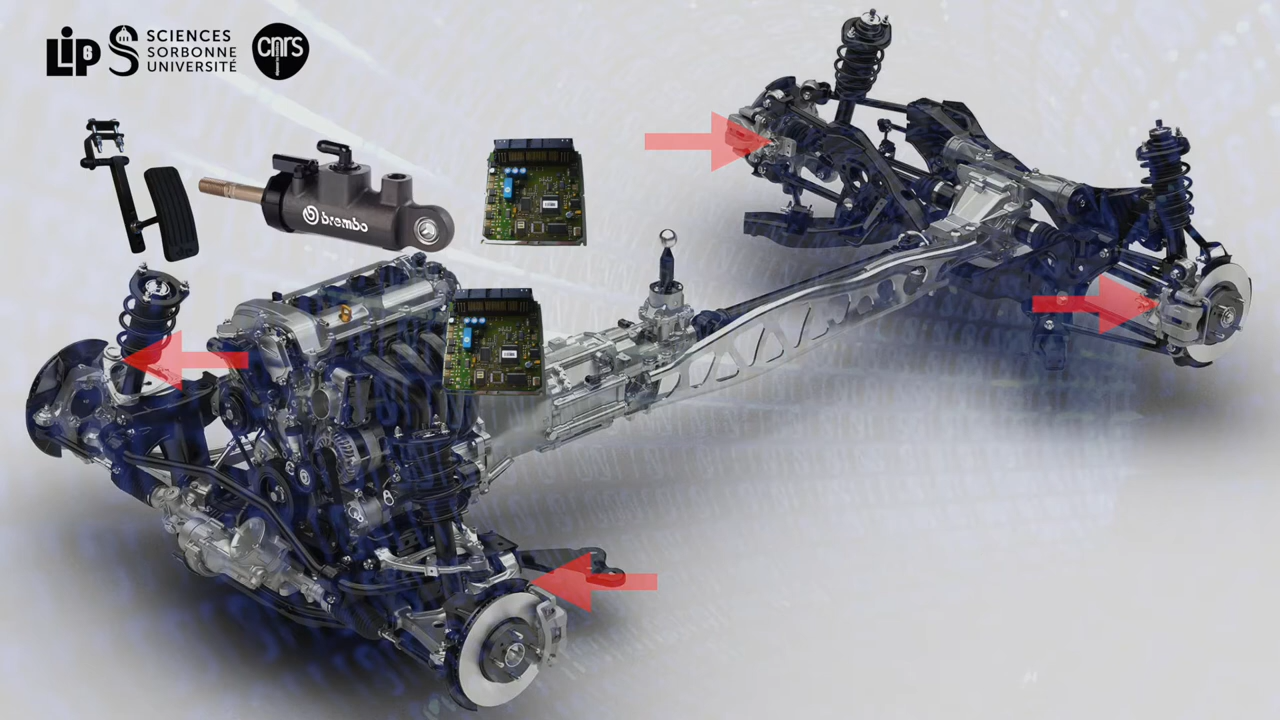 LIP6
SCIENCES
SORBONNE
UNIVERSITÉ
cnrs
brembo